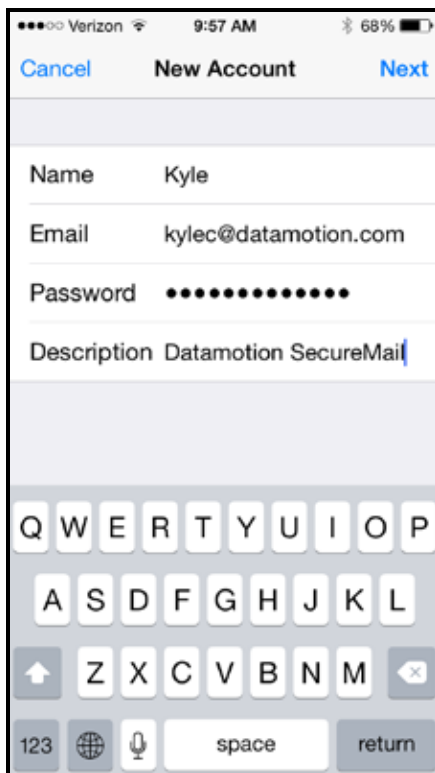 Verizon 9:57 AM 68%
Cancel New Account Next
Name Kyle
Email kylec@datamotion.com
Password •••••••••••••
Description Datamotion SecureMail
Q W E R T Y U I O P
A S D F G H J K L
Z X C V B N M
123 space return